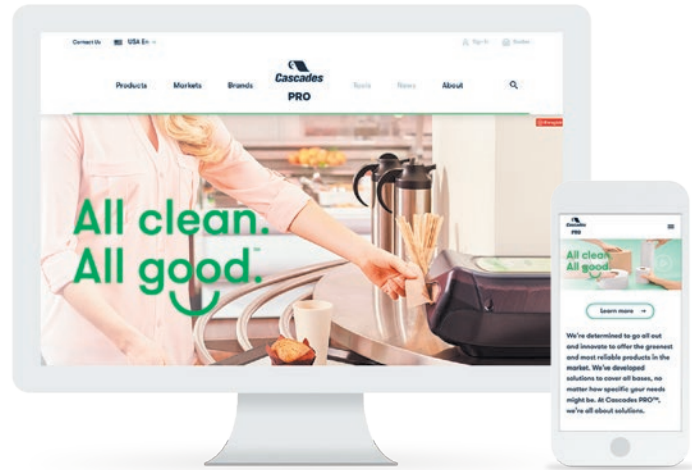 Contact Us USA En
Sign In
Products Markets Brands
Cascades
PRO
Tools News About
All clean.
All good.™
Cascades
PRO
All clean
All good
Learn more →
We're determined to go all out
and innovate to offer the greenest
and most reliable products in the
market. We've developed
solutions to cover all bases, no
matter how specific your needs
might be. At Cascades PRO™,
we're all about solutions.